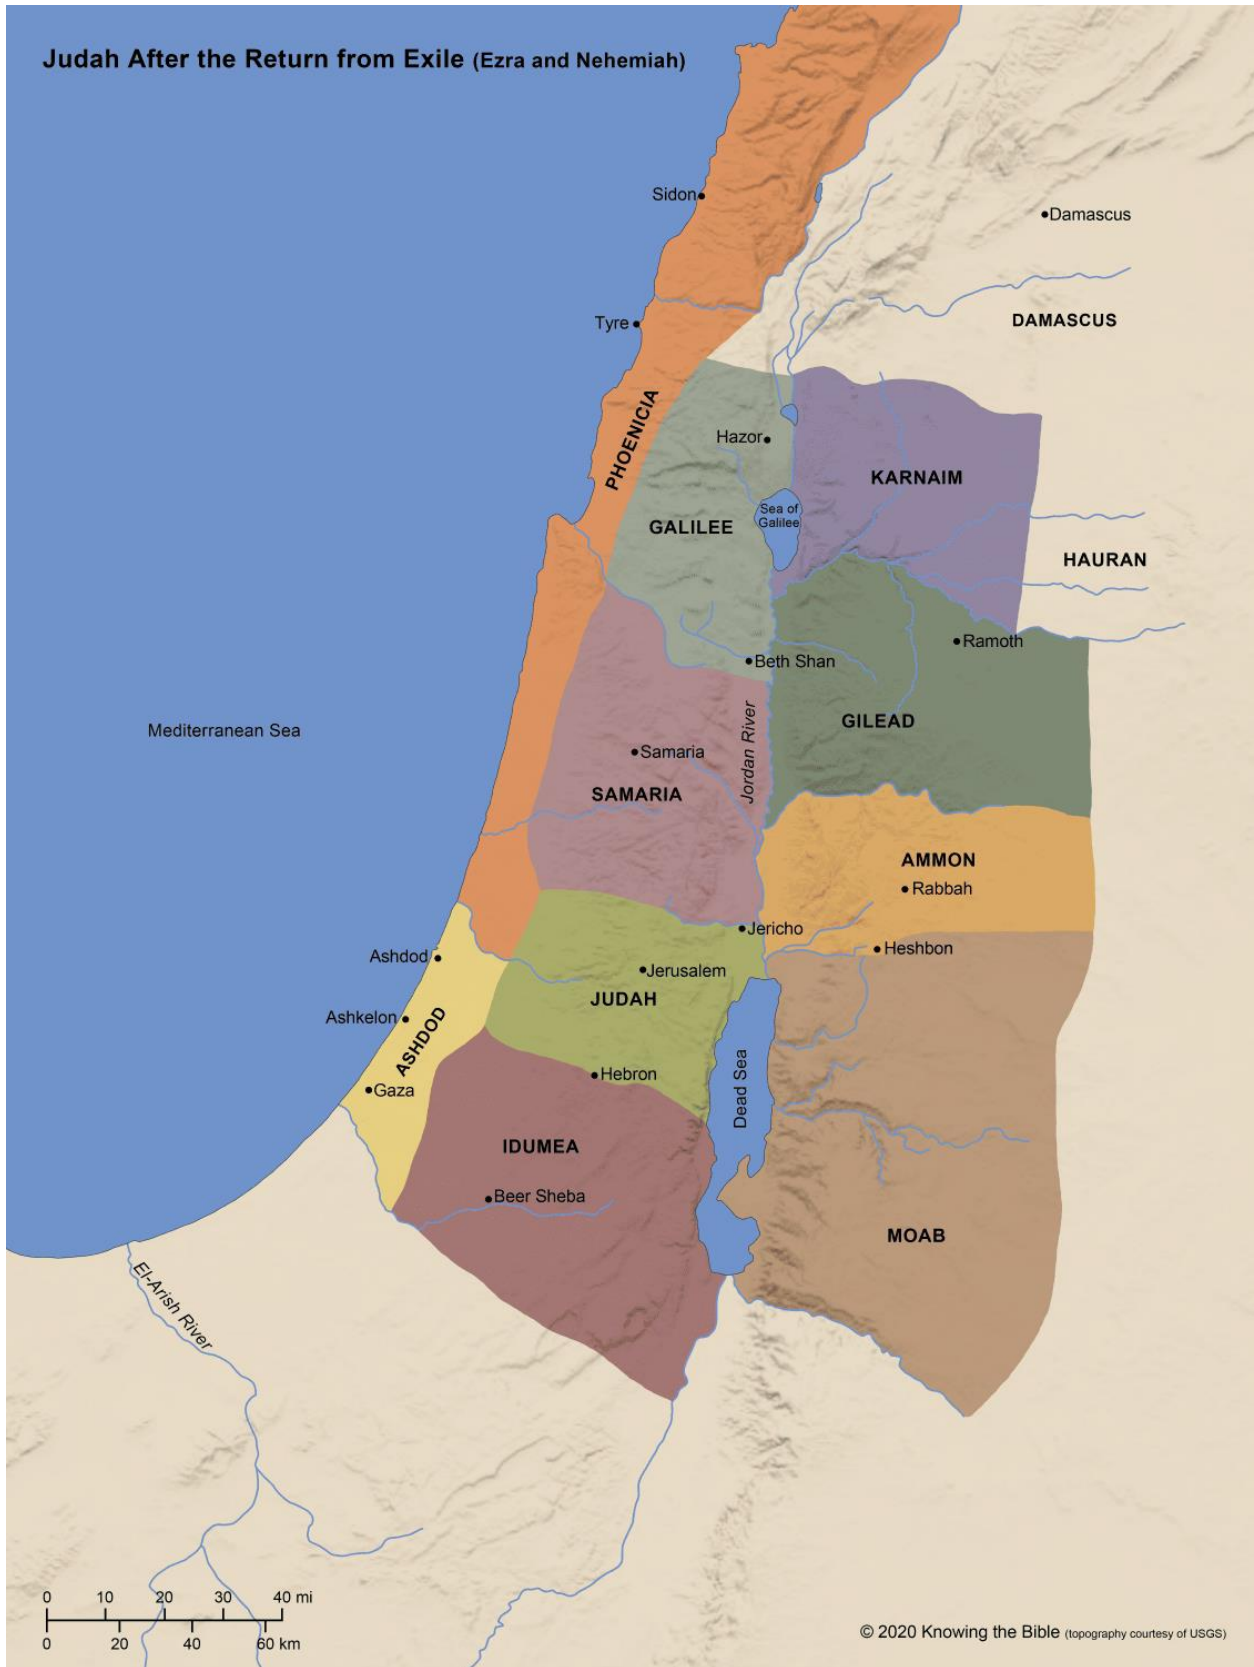 Judah After the Return from Exile (Ezra and Nehemiah)
Sidon
Damascus
Tyre
DAMASCUS
PHOENICIA
Hazor
KARNAIM
Sea of
Galilee
GALILEE
HAURAN
Ramoth
Beth Shan
GILEAD
Mediterranean Sea
Jordan River
Samaria
SAMARIA
AMMON
Rabbah
Jericho
Heshbon
Ashdod
Jerusalem
JUDAH
Ashkelon
ASHDOD
Hebron
Dead Sea
Gaza
IDUMEA
Beer Sheba
MOAB
El-Arish River
0 10 20 30 40 mi
0 20 40 60 km
© 2020 Knowing the Bible (topography courtesy of USGS)